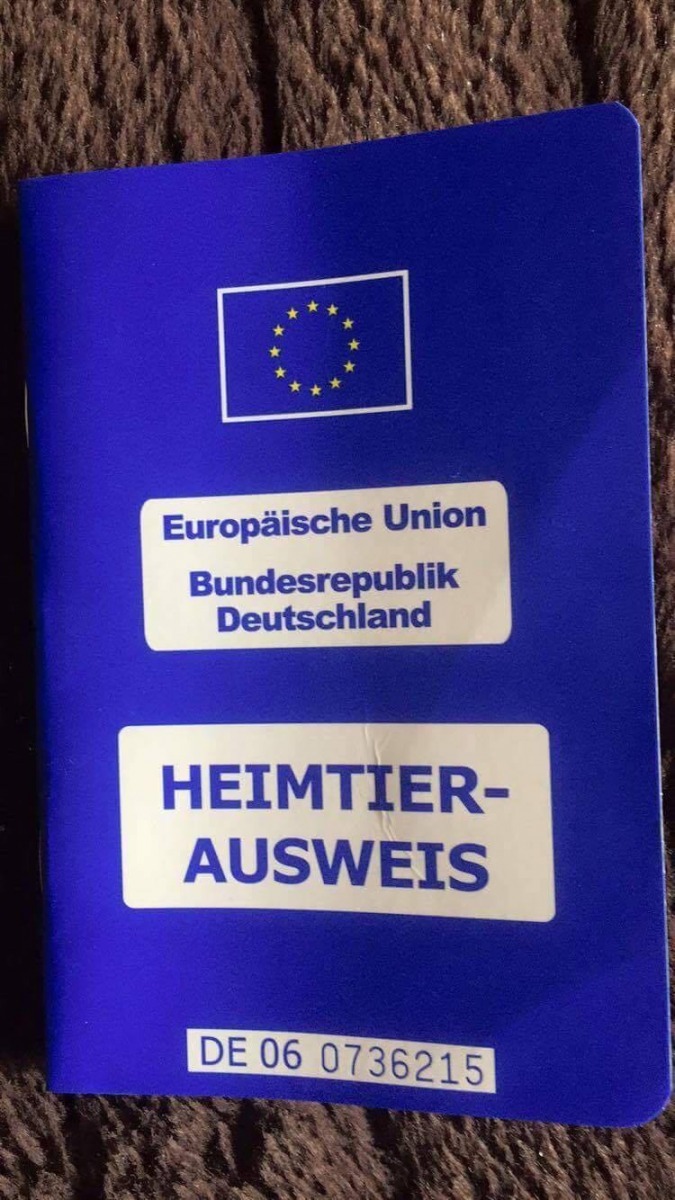 Europäische Union
Bundesrepublik
Deutschland
HEIMTIER-
AUSWEIS
DE 06 0736215